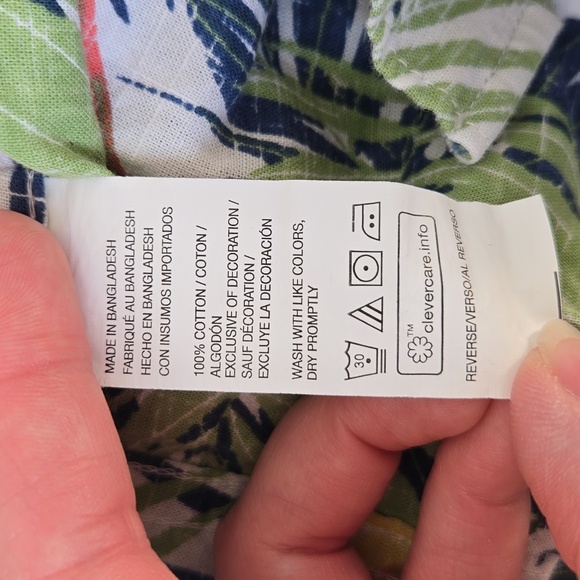 MADE IN BANGLADESH
FABRIQUÉ AU BANGLADESH
HECHO EN BANGLADESH
CON INSUMOS IMPORTADOS
100% COTTON / COTON /
ALGODÓN
EXCLUSIVE OF DECORATION /
SAUF DÉCORATION /
EXCLUYE LA DECORACIÓN
WASH WITH LIKE COLORS,
DRY PROMPTLY
30
TM
clevercare.info
REVERSE/VERSO/AL REVERSO